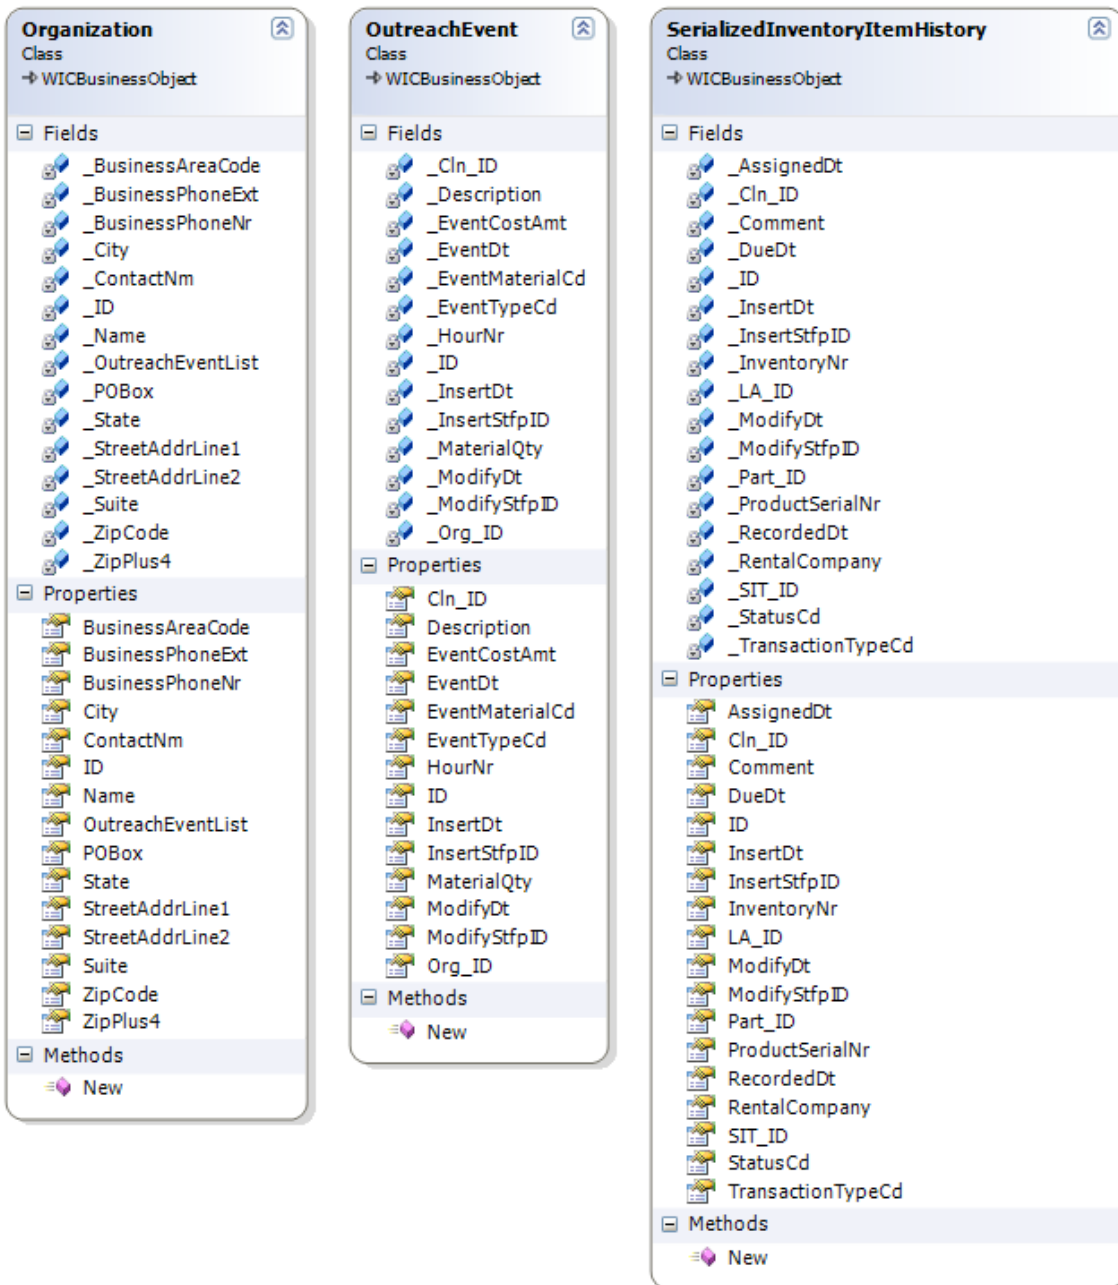 Organization
Class
WICBusinessObject
Fields
_BusinessAreaCode
_BusinessPhoneExt
_BusinessPhoneNr
_City
_ContactNm
_ID
_Name
_OutreachEventList
_POBox
_State
_StreetAddrLine1
_StreetAddrLine2
_Suite
_ZipCode
_ZipPlus4
Properties
BusinessAreaCode
BusinessPhoneExt
BusinessPhoneNr
City
ContactNm
ID
Name
OutreachEventList
POBox
State
StreetAddrLine1
StreetAddrLine2
Suite
ZipCode
ZipPlus4
Methods
New
OutreachEvent
Class
WICBusinessObject
Fields
_Cln_ID
_Description
_EventCostAmt
_EventDt
_EventMaterialCd
_EventTypeCd
_HourNr
_ID
_InsertDt
_InsertStfpID
_MaterialQty
_ModifyDt
_ModifyStfpID
_Org_ID
Properties
Cln_ID
Description
EventCostAmt
EventDt
EventMaterialCd
EventTypeCd
HourNr
ID
InsertDt
InsertStfpID
MaterialQty
ModifyDt
ModifyStfpID
Org_ID
Methods
New
SerializedInventoryItemHistory
Class
WICBusinessObject
Fields
_AssignedDt
_Cln_ID
_Comment
_DueDt
_ID
_InsertDt
_InsertStfpID
_InventoryNr
_LA_ID
_ModifyDt
_ModifyStfpID
_Part_ID
_ProductSerialNr
_RecordedDt
_RentalCompany
_SIT_ID
_StatusCd
_TransactionTypeCd
Properties
AssignedDt
Cln_ID
Comment
DueDt
ID
InsertDt
InsertStfpID
InventoryNr
LA_ID
ModifyDt
ModifyStfpID
Part_ID
ProductSerialNr
RecordedDt
RentalCompany
SIT_ID
StatusCd
TransactionTypeCd
Methods
New